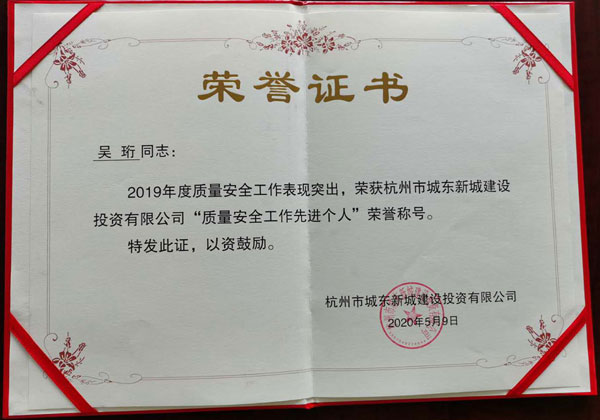 荣誉证书
吴 珩 同志：
2019年度质量安全工作表现突出，荣获杭州市城东新城建设
投资有限公司“质量安全工作先进个人”荣誉称号。
特发此证，以资鼓励。
杭州市城东新城建设投资有限公司
2020年5月9日